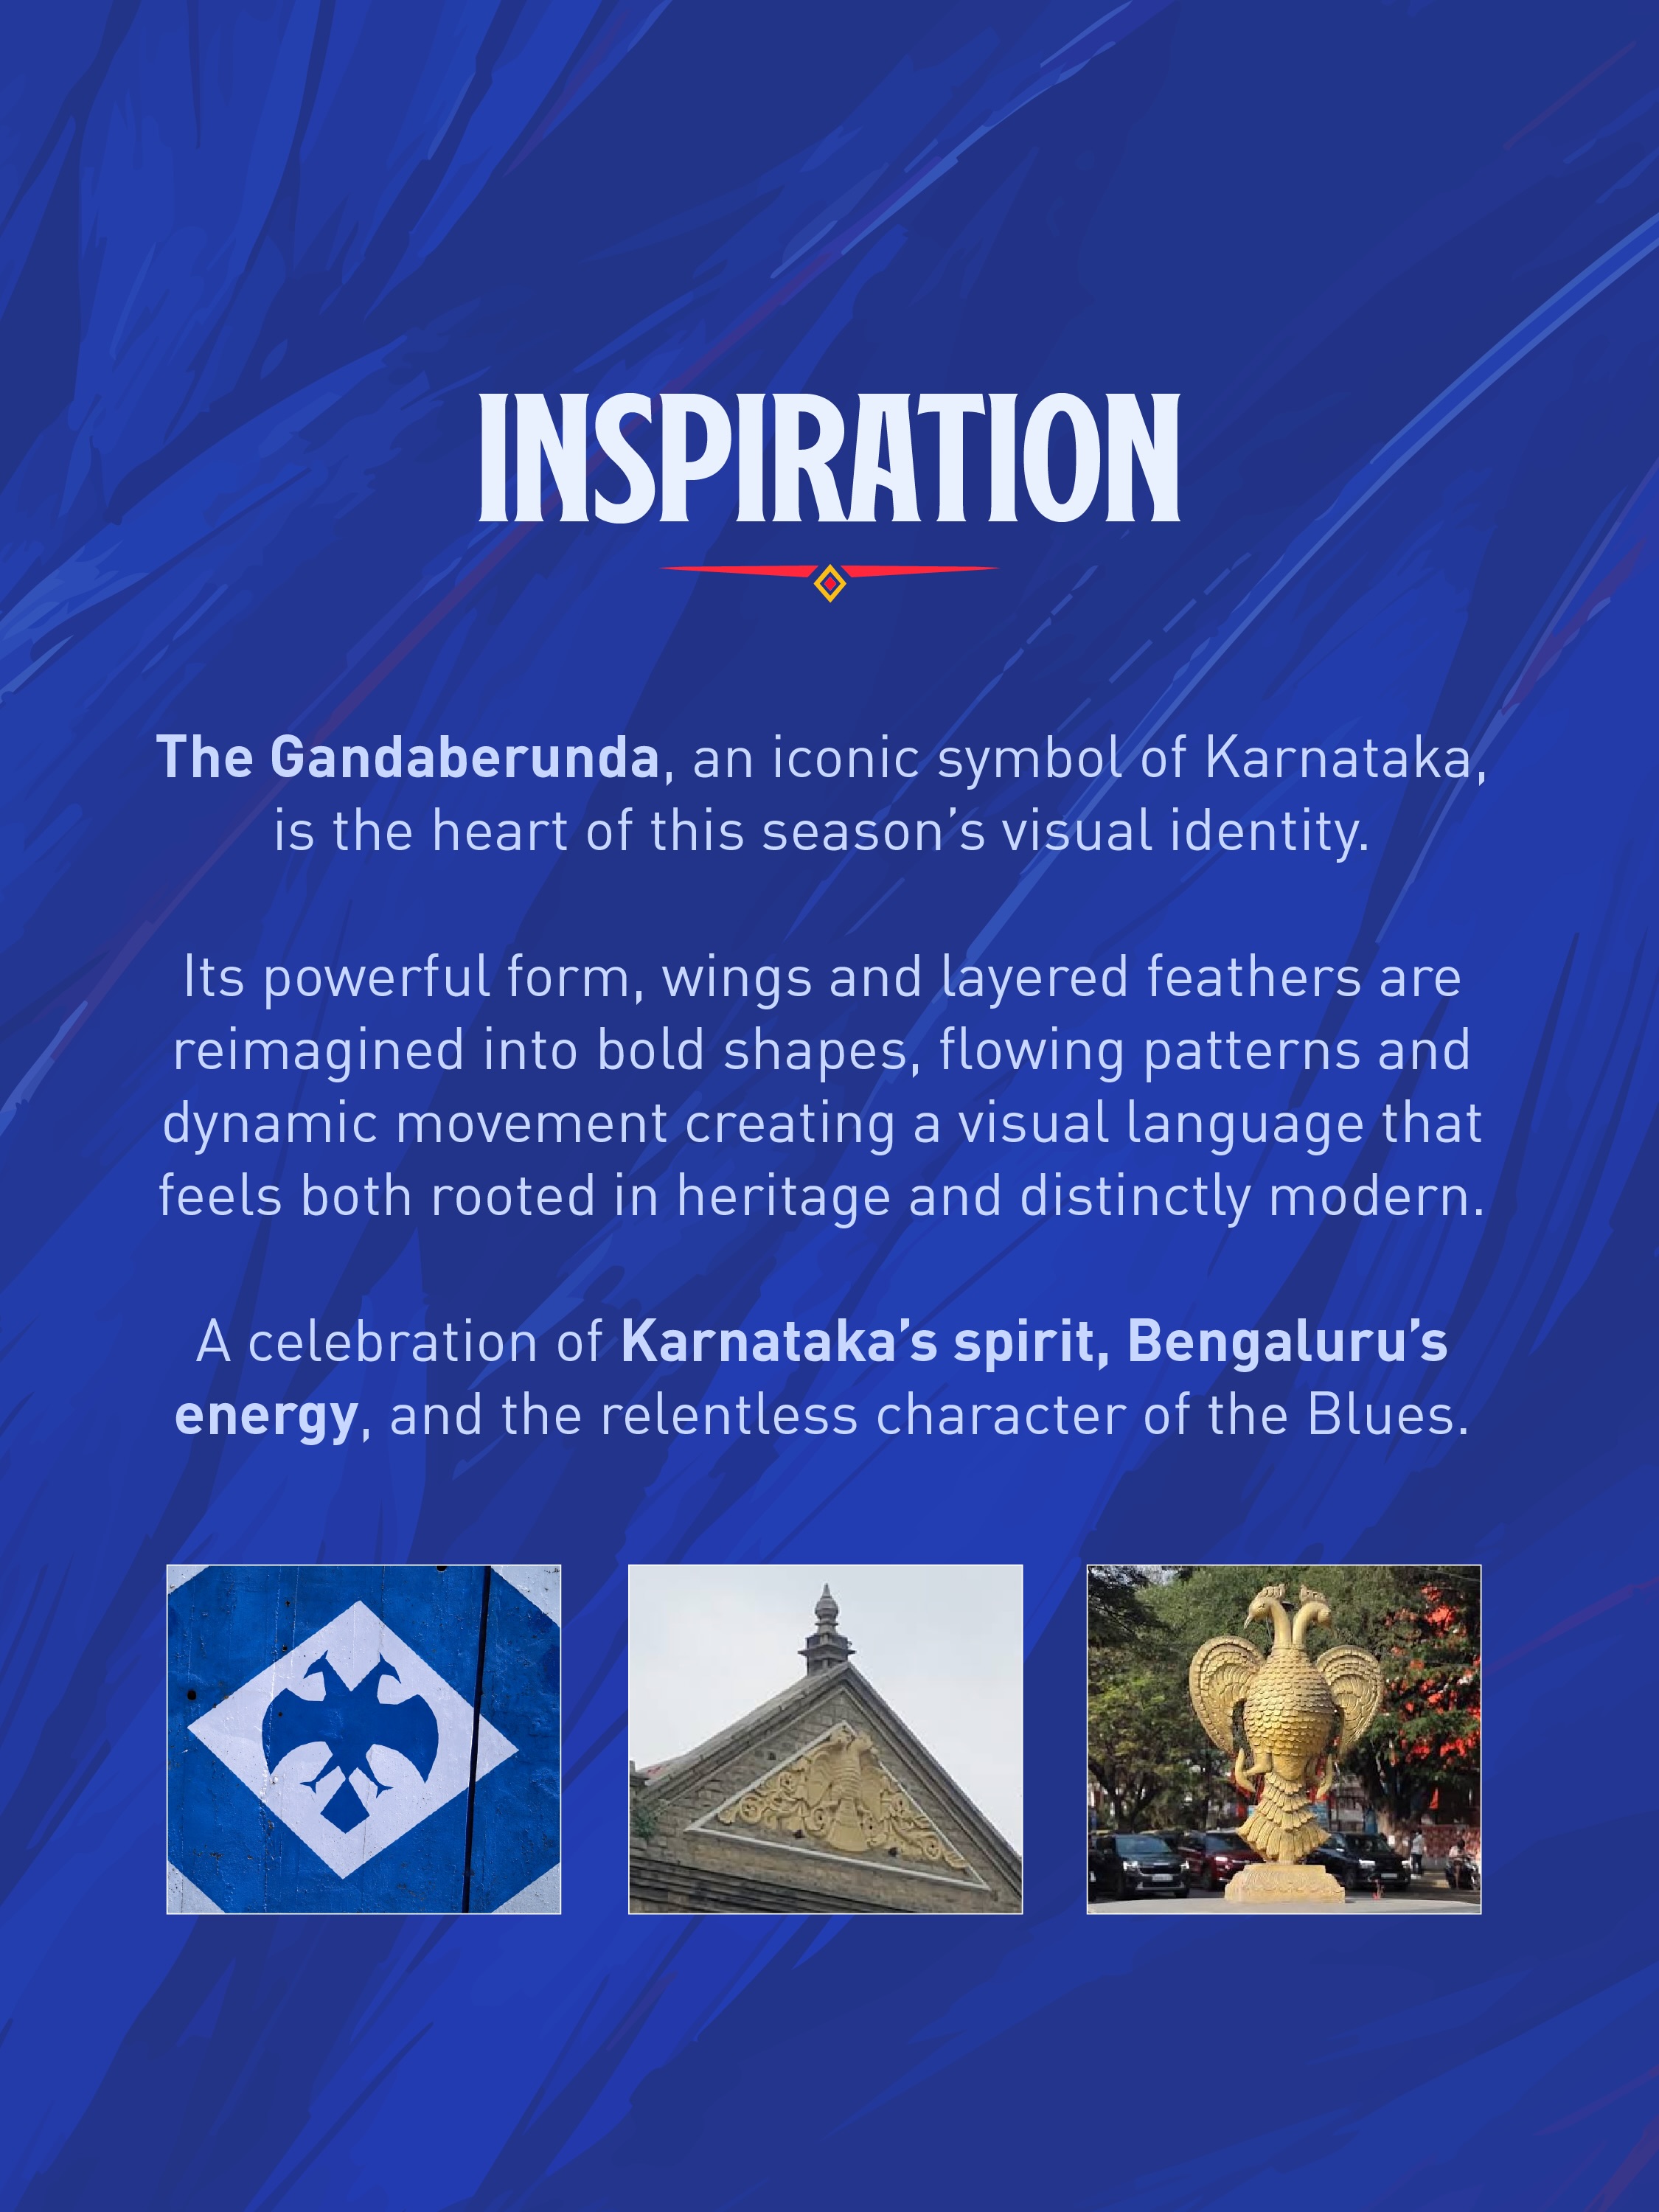 INSPIRATION
The Gandaberunda, an iconic symbol of Karnataka,
is the heart of this season’s visual identity.
Its powerful form, wings and layered feathers are
reimagined into bold shapes, flowing patterns and
dynamic movement creating a visual language that
feels both rooted in heritage and distinctly modern.
A celebration of Karnataka’s spirit, Bengaluru’s
energy, and the relentless character of the Blues.